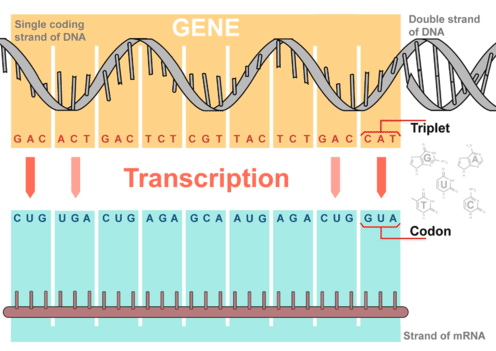 Single coding
strand of DNA
GENE
Double strand
of DNA
GAC ACT GAC TCT CGT TAC TCT GAC CAT
Triplet
G A
U
T C
Transcription
CUG UGA CUG AGA GCA AUG AGA CUG GUA
Codon
Strand of mRNA